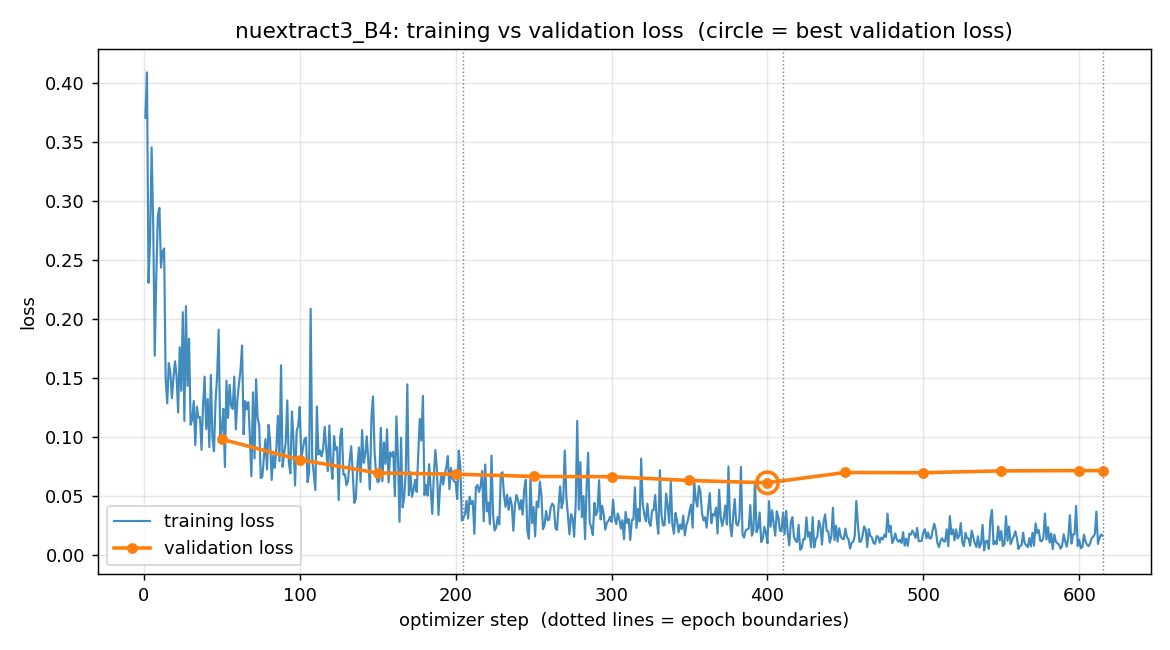 nuextract3_B4: training vs validation loss  (circle = best validation loss)
0.40
0.35
0.30
0.25
0.20
0.15
0.10
0.05
0.00
loss
training loss
validation loss
0 100 200 300 400 500 600
optimizer step  (dotted lines = epoch boundaries)